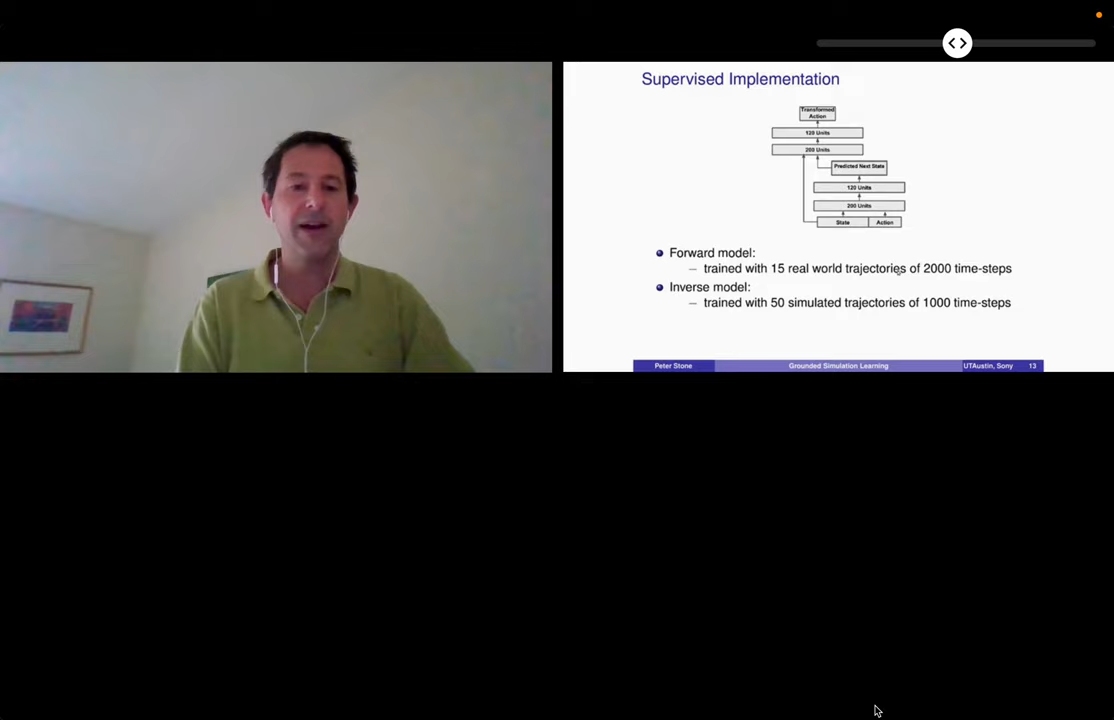 Supervised Implementation
Transformed
Action
120 Units
200 Units
Predicted Next State
120 Units
200 Units
State Action
Forward model:
– trained with 15 real world trajectories of 2000 time-steps
Inverse model:
– trained with 50 simulated trajectories of 1000 time-steps
Peter Stone Grounded Simulation Learning UTAustin, Sony 13